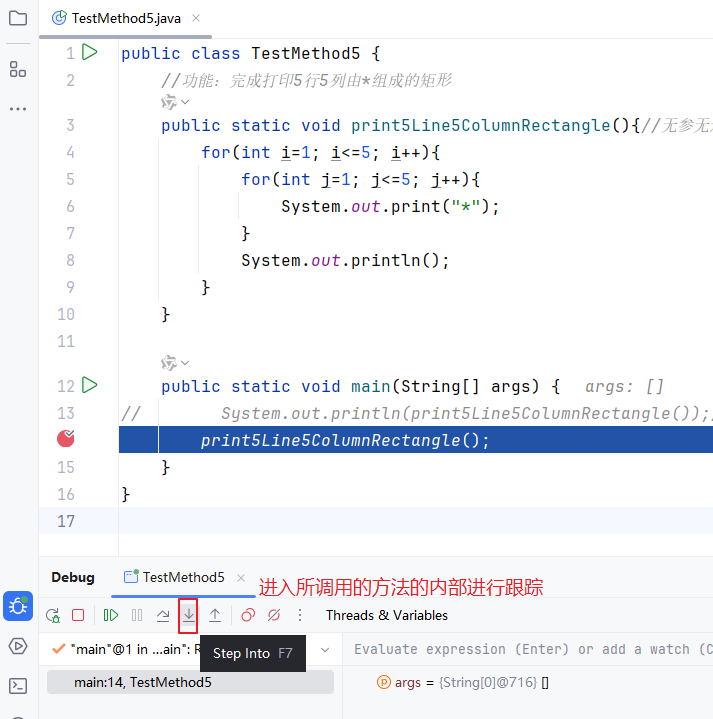 TestMethod5.java
1 public class TestMethod5 {
2 //功能：完成打印5行5列由*组成的矩形
3 public static void print5Line5ColumnRectangle(){//无参无
4 for(int i=1; i<=5; i++){
5 for(int j=1; j<=5; j++){
6 System.out.print("*");
7 }
8 System.out.println();
9 }
10 }
11
12 public static void main(String[] args) { args: []
13 // System.out.println(print5Line5ColumnRectangle());
print5Line5ColumnRectangle();
15 }
16 }
17
Debug TestMethod5
进入所调用的方法的内部进行跟踪
Threads & Variables
"main"@1 in ...ain": R
Evaluate expression (Enter) or add a watch (C
Step Into F7
main:14, TestMethod5
args = {String[0]@716} []